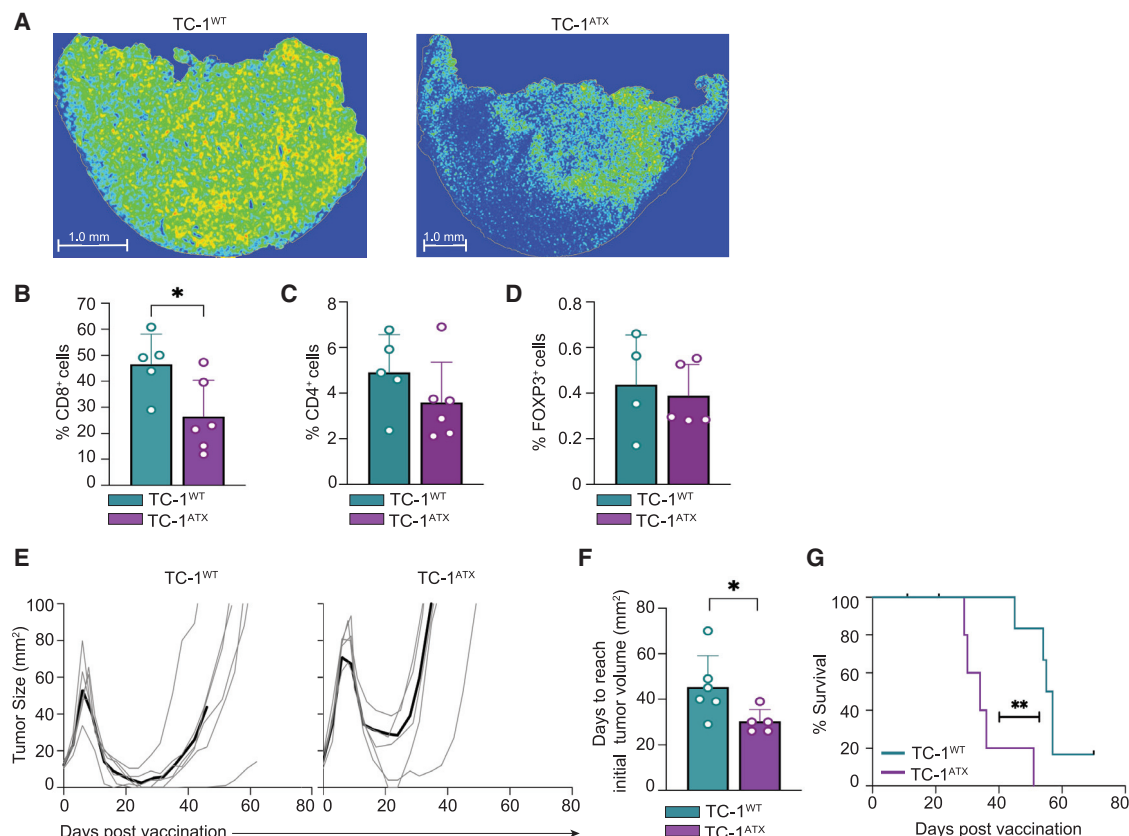 A
TC-1WT
TC-1ATX
1.0 mm
1.0 mm
B
% CD8+ cells
70
60
50
40
30
20
10
0
*
TC-1WT
TC-1ATX
C
% CD4+ cells
8
6
4
2
0
TC-1WT
TC-1ATX
D
% FOXP3+ cells
0.8
0.6
0.4
0.2
0
TC-1WT
TC-1ATX
E
TC-1WT
TC-1ATX
Tumor Size (mm2)
100
80
60
40
20
0
0 20 40 60 80
0 20 40 60 80
Days post vaccination
F
Days to reach
initial tumor volume (mm2)
80
60
40
20
0
*
TC-1WT
TC-1ATX
G
% Survival
100
80
60
40
20
0
**
TC-1WT
TC-1ATX
0 20 40 60 80
Days post vaccination